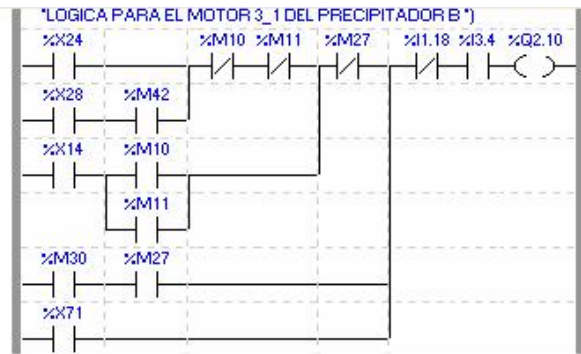 "LOGICA PARA EL MOTOR 3_1 DEL PRECIPITADOR B ")
%X24 %M10 %M11 %M27 %I1.18 %I3.4 %Q2.10
%X28 %M42
%X14 %M10
%M11
%M30 %M27
%X71